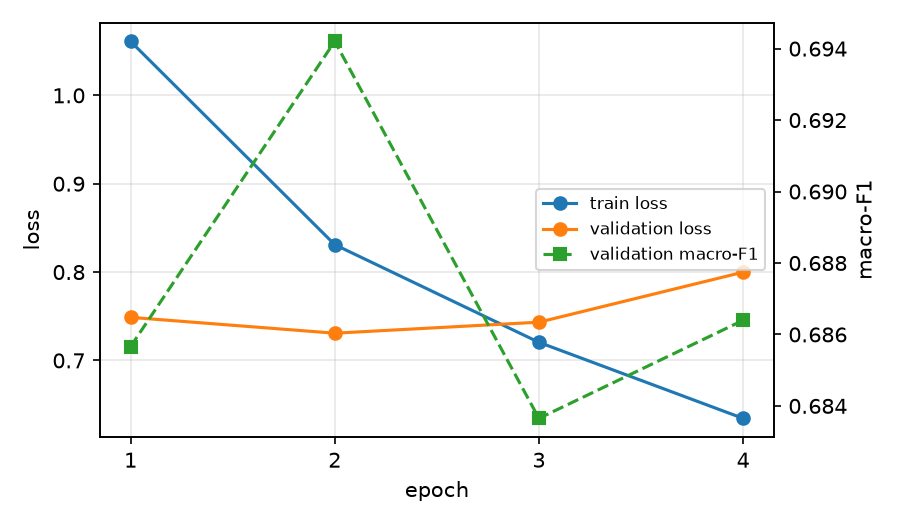 1.0
0.9
0.8
0.7
loss
0.694
0.692
0.690
0.688
0.686
0.684
macro-F1
train loss
validation loss
validation macro-F1
1 2 3 4
epoch